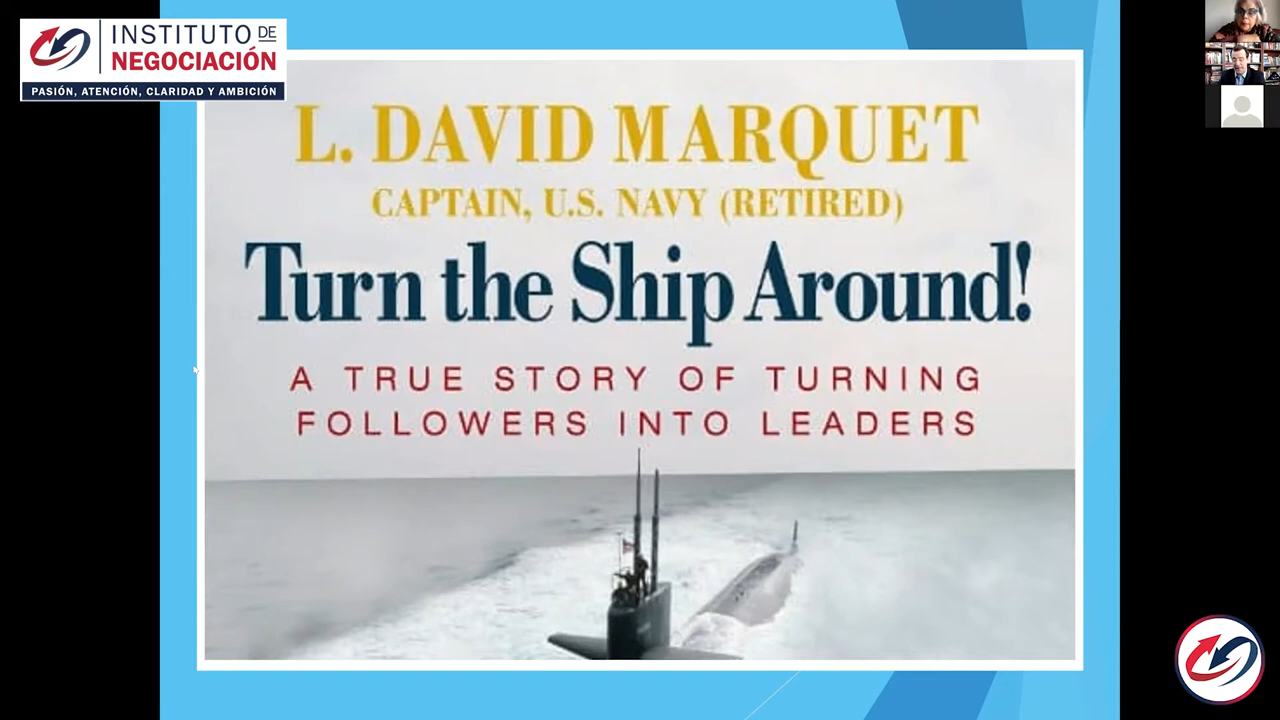 INSTITUTO DE
NEGOCIACIÓN
PASIÓN, ATENCIÓN, CLARIDAD Y AMBICIÓN
L. DAVID MARQUET
CAPTAIN, U.S. NAVY (RETIRED)
Turn the Ship Around!
A TRUE STORY OF TURNING
FOLLOWERS INTO LEADERS